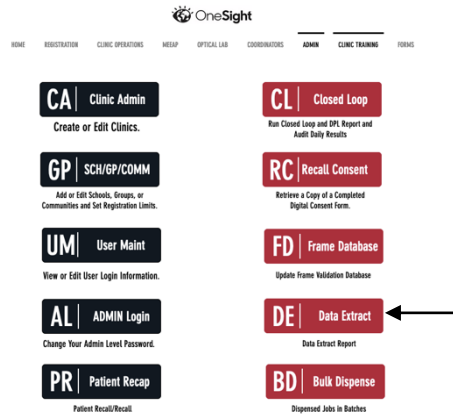 OneSight
HOME REGISTRATION CLINIC OPERATIONS MEEAP OPTICAL LAB COORDINATORS ADMIN CLINIC TRAINING FORMS
CA Clinic Admin
Create or Edit Clinics.
CL Closed Loop
Run Closed Loop and DPL Report and
Audit Daily Results
GP SCH/GP/COMM
Add or Edit Schools, Groups, or
Communities and Set Registration Limits.
RC Recall Consent
Retrieve a Copy of a Completed
Digital Consent Form.
UM User Maint
View or Edit User Login Information.
FD Frame Database
Update Frame Validation Database
AL ADMIN Login
Change Your Admin Level Password.
DE Data Extract
Data Extract Report
PR Patient Recap
Patient Recall/Recall
BD Bulk Dispense
Dispensed Jobs in Batches